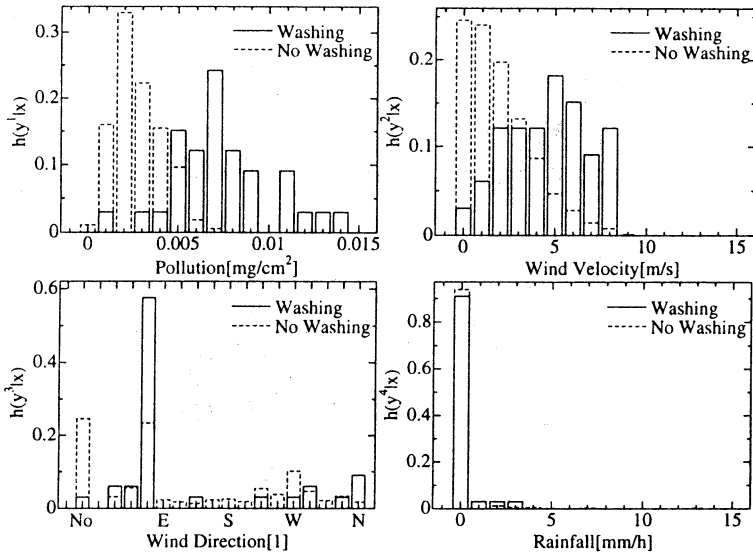 0.3
0.2
0.1
0
h(y¹|x)
Washing
No Washing
0
0.005
0.01
0.015
Pollution[mg/cm²]
0.2
0.1
0
h(y²|x)
Washing
No Washing
0
5
10
15
Wind Velocity[m/s]
0.6
0.4
0.2
0
h(y³|x)
Washing
No Washing
No
E
S
W
N
Wind Direction[1]
0.8
0.6
0.4
0.2
0
h(y⁴|x)
Washing
No Washing
0
5
10
15
Rainfall[mm/h]